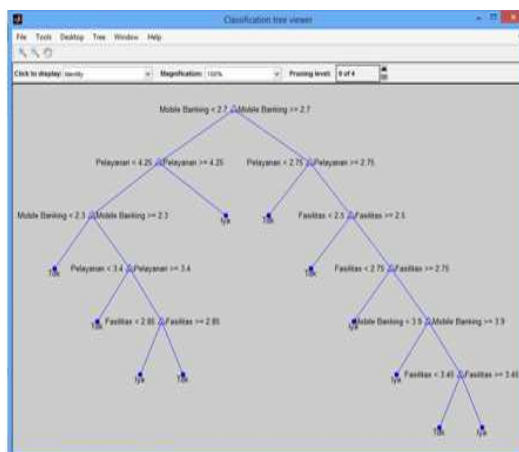 Classification tree viewer
File Tools Desktop Tree Window Help
Click to display: Identity Magnification: 100% Pruning level: 0 of 4
Mobile Banking < 2.7 Mobile Banking >= 2.7
Pelayanan < 4.25 Pelayanan >= 4.25 Pelayanan < 2.75 Pelayanan >= 2.75
Mobile Banking < 2.3 Mobile Banking >= 2.3 Iya Tdk Fasilitas < 2.5 Fasilitas >= 2.5
Tdk Pelayanan < 3.4 Pelayanan >= 3.4 Tdk Fasilitas < 2.75 Fasilitas >= 2.75
Tdk Fasilitas < 2.85 Fasilitas >= 2.85 Iya Mobile Banking < 3.9 Mobile Banking >= 3.9
Iya Tdk Iya Fasilitas < 3.45 Fasilitas >= 3.45
Tdk Iya